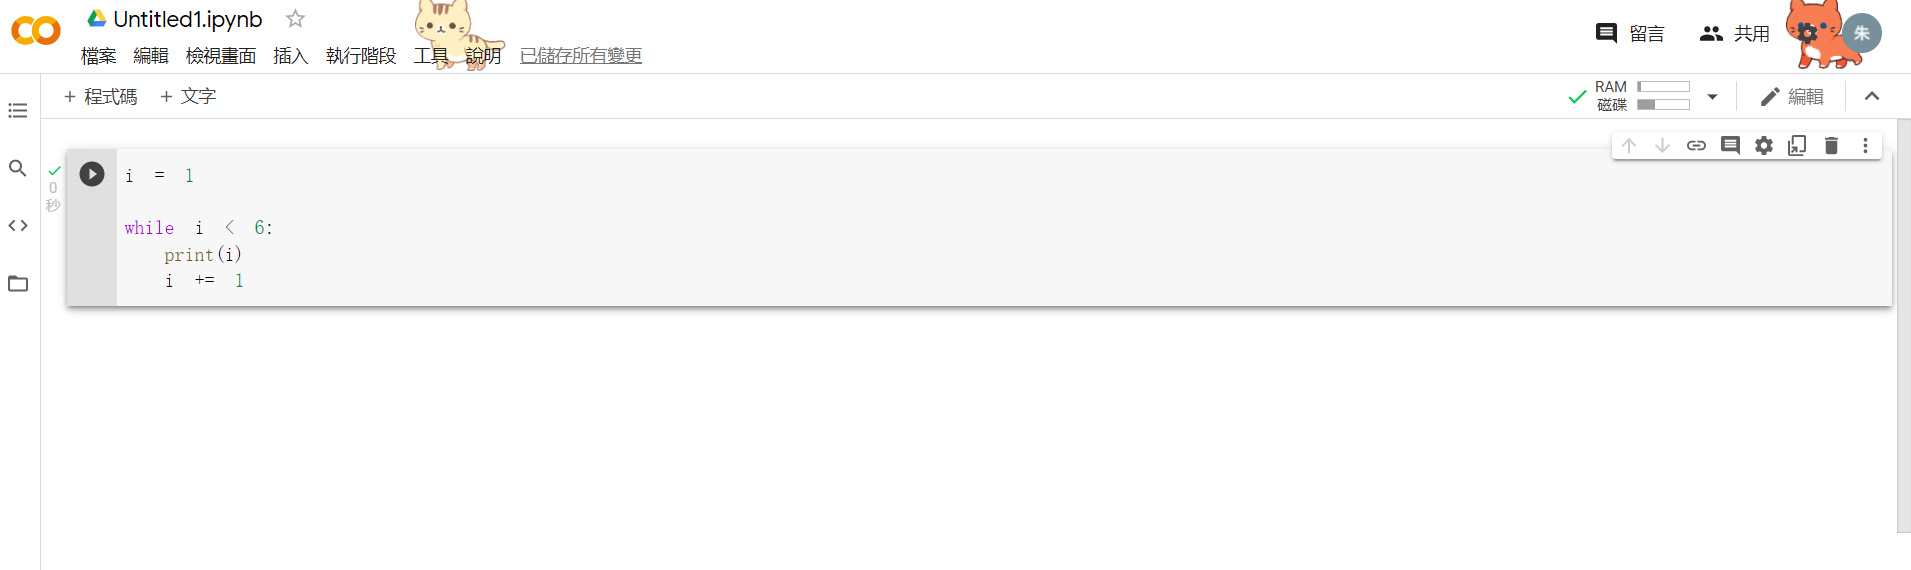 Untitled1.ipynb
檔案 編輯 檢視畫面 插入 執行階段 工具 說明 已儲存所有變更
留言 共用 朱
+ 程式碼 + 文字
RAM
磁碟
編輯
0
秒
i = 1
while i < 6:
print(i)
i += 1